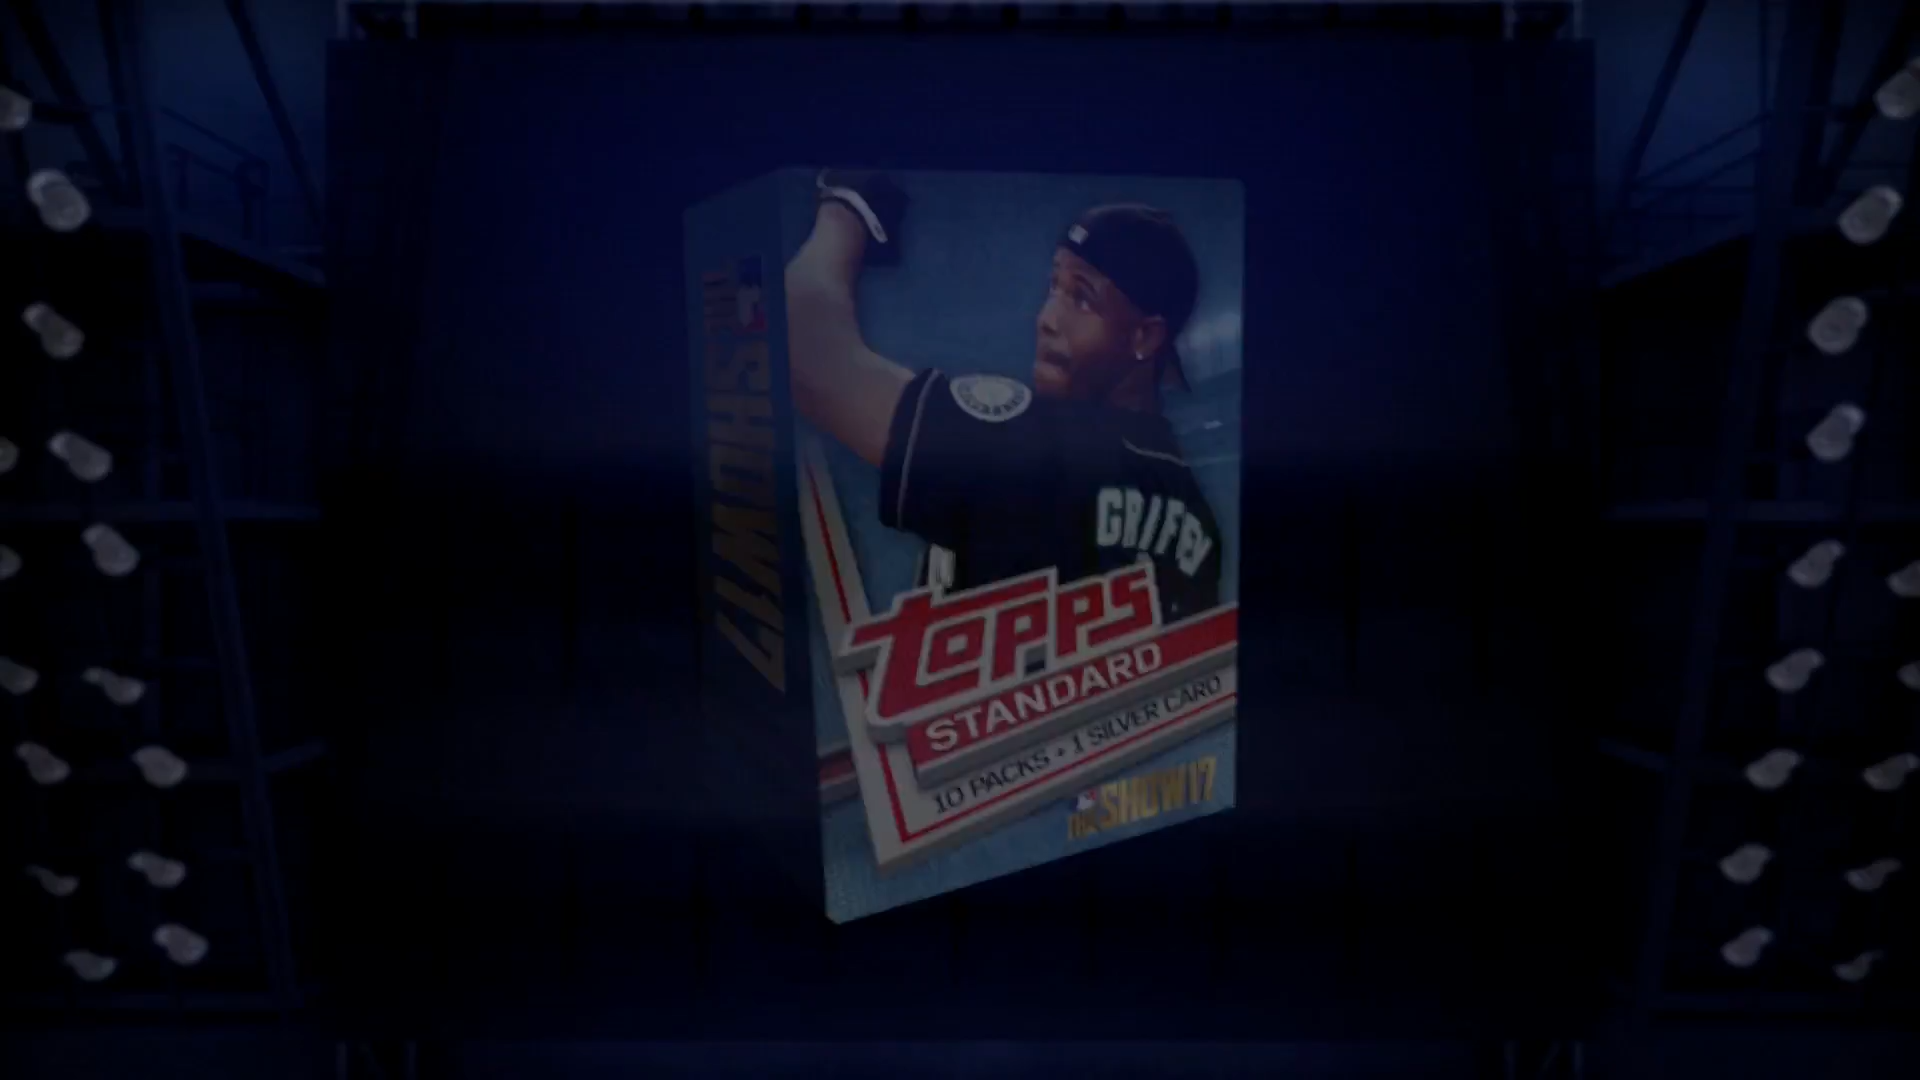 GRIFFEY
topps
STANDARD
10 PACKS + 1 SILVER CARD
THE SHOW 17
THE SHOW 17